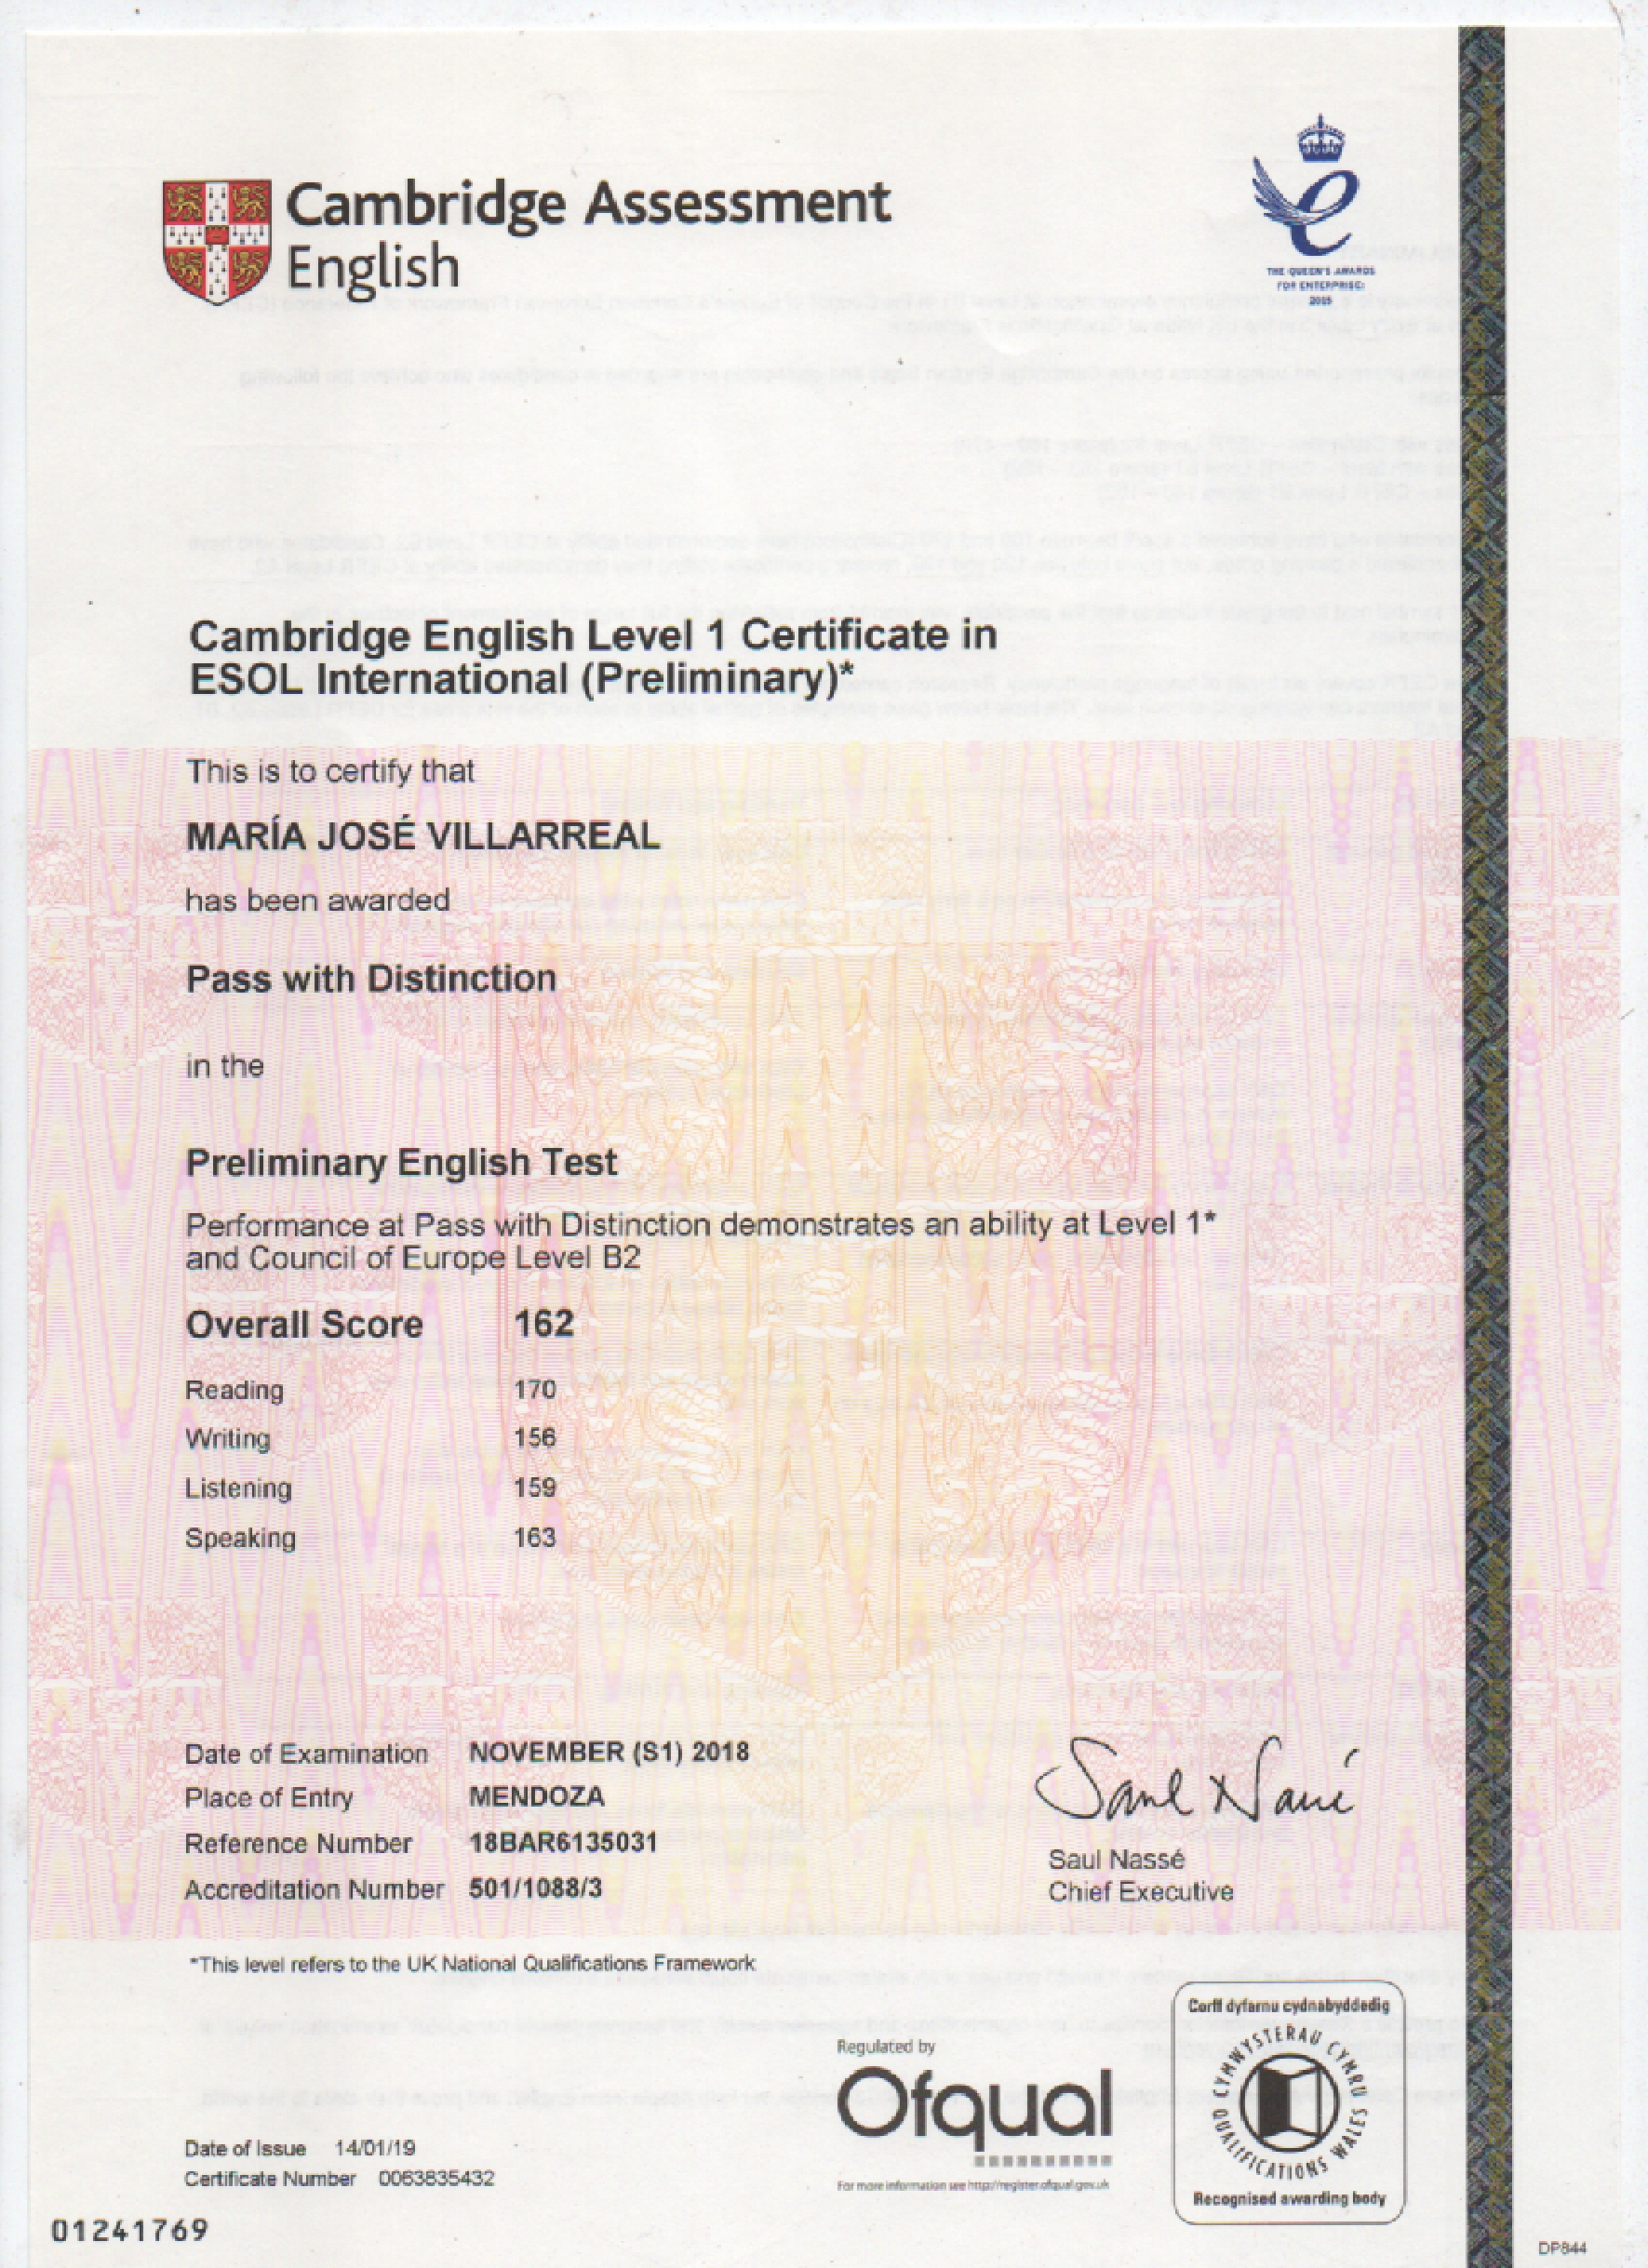 Cambridge Assessment
English
THE QUEEN'S AWARDS
FOR ENTERPRISE:
2015
Cambridge English Level 1 Certificate in
ESOL International (Preliminary)*
This is to certify that
MARÍA JOSÉ VILLARREAL
has been awarded
Pass with Distinction
in the
Preliminary English Test
Performance at Pass with Distinction demonstrates an ability at Level 1*
and Council of Europe Level B2
Overall Score 162
Reading 170
Writing 156
Listening 159
Speaking 163
Date of Examination NOVEMBER (S1) 2018
Place of Entry MENDOZA
Reference Number 18BAR6135031
Accreditation Number 501/1088/3
Saul Nassé
Saul Nassé
Chief Executive
*This level refers to the UK National Qualifications Framework
Regulated by
Ofqual
For more information see http://register.ofqual.gov.uk
Corff dyfarnu cydnabyddedig
CYMWYSTERAU CYMRU
QUALIFICATIONS WALES
Recognised awarding body
Date of Issue 14/01/19
Certificate Number 0063835432
01241769
DP844